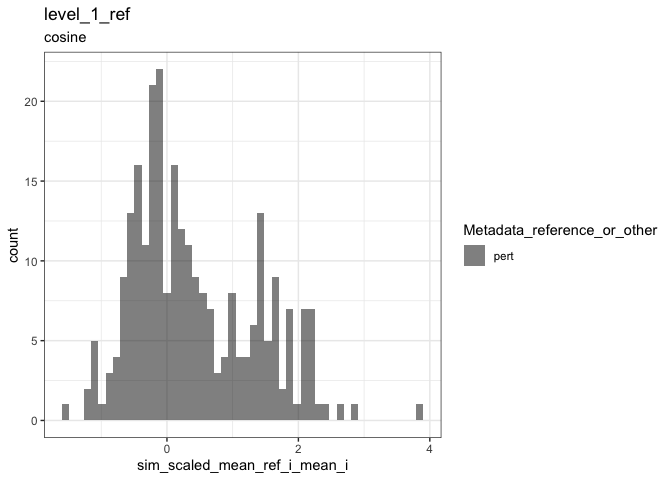 level_1_ref
cosine
20
15
10
5
0
count
0
2
4
sim_scaled_mean_ref_i_mean_i
Metadata_reference_or_other
pert